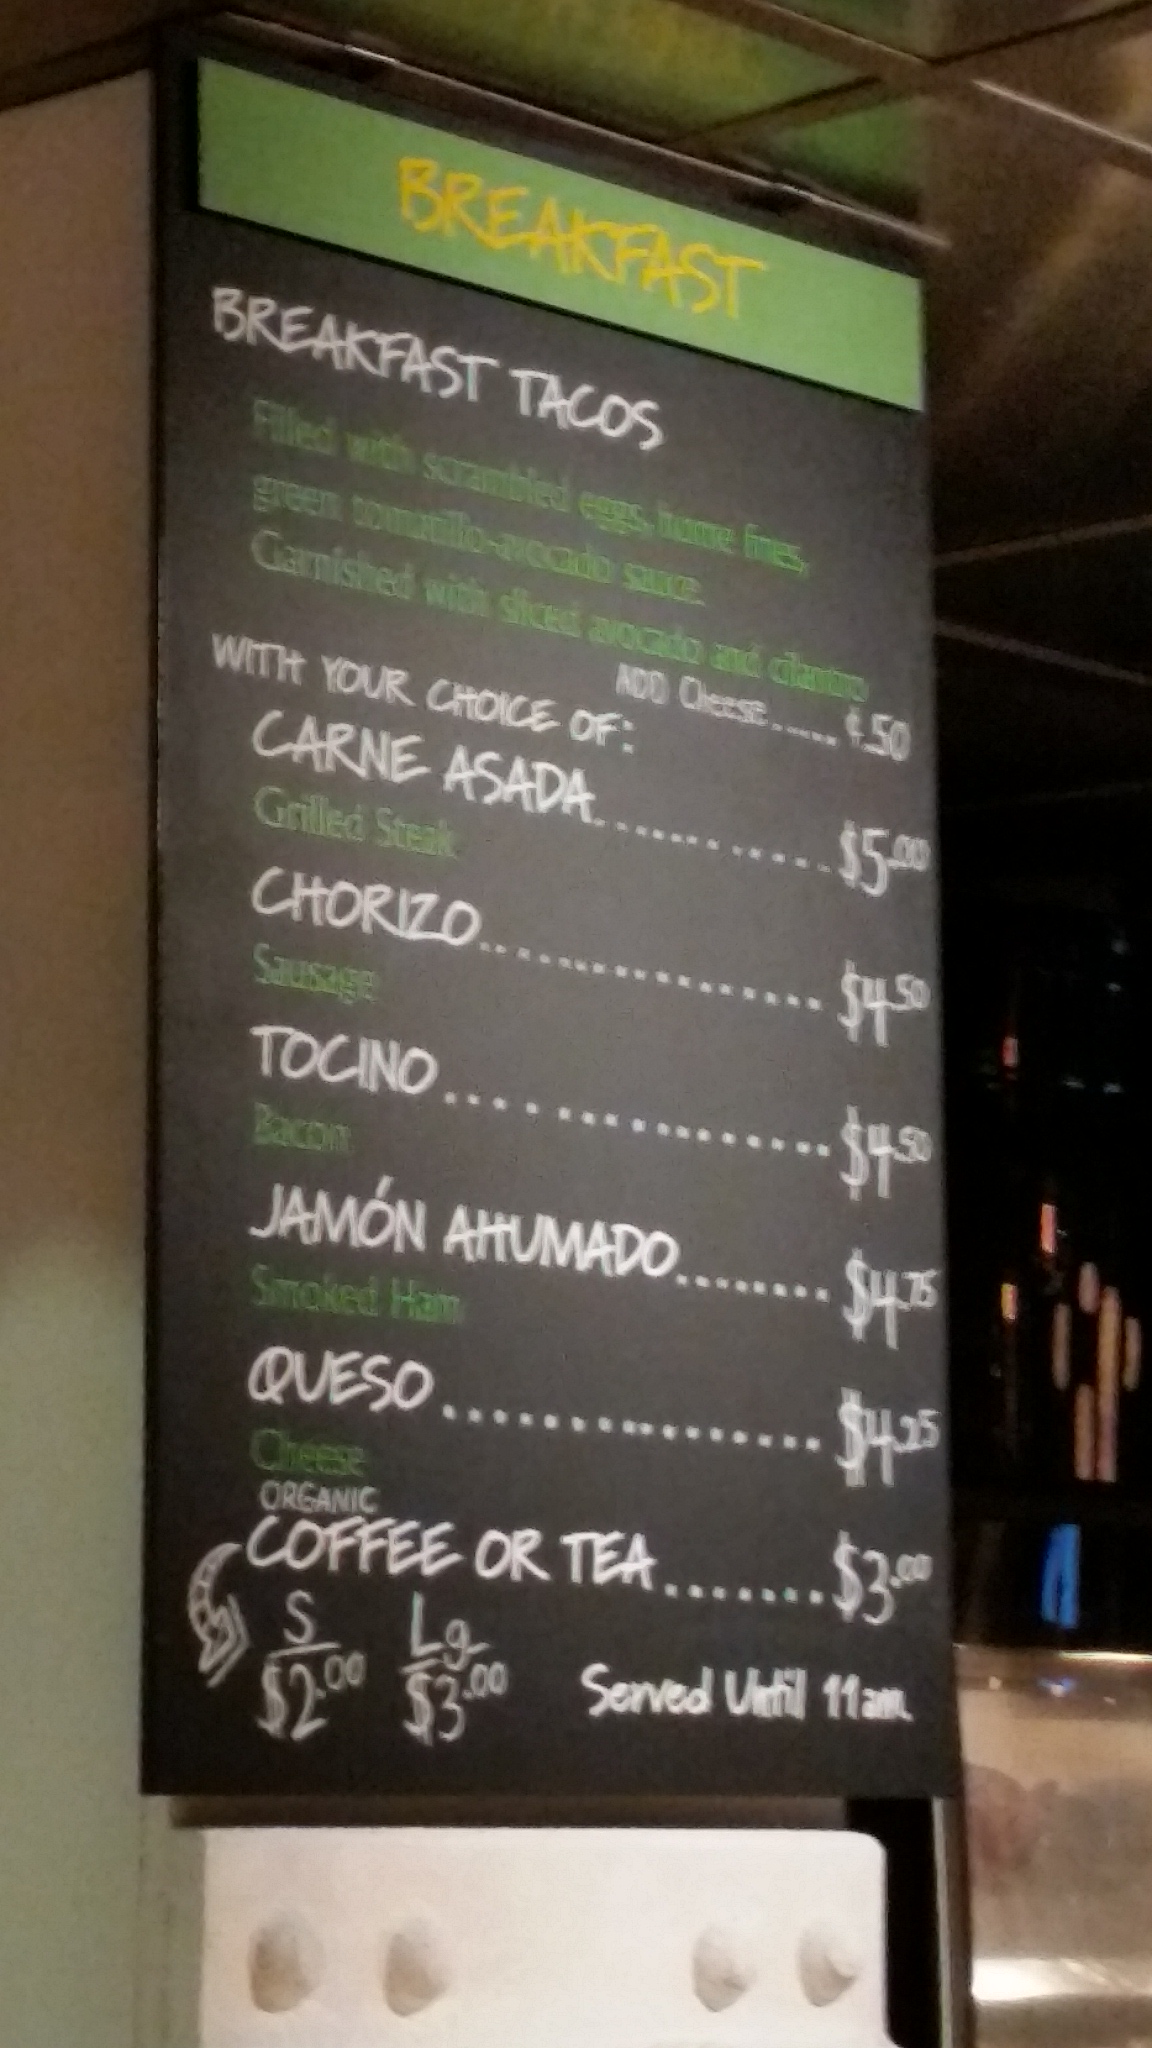 BREAKFAST
BREAKFAST TACOS
Filled with scrambled eggs, home fries,
green tomatillo-avocado sauce.
Garnished with sliced avocado and cilantro
ADD Cheese...... ¢.50
WITH YOUR CHOICE OF:
CARNE ASADA.............. $5.00
Grilled Steak
CHORIZO........................ $4.50
Sausage
TOCINO........................ $4.50
Bacon
JAMÓN AHUMADO.......... $4.75
Smoked Ham
QUESO........................ $4.25
Cheese
ORGANIC
COFFEE OR TEA......... $3.00
S Lg
$2.00 $3.00
Served Until 11am